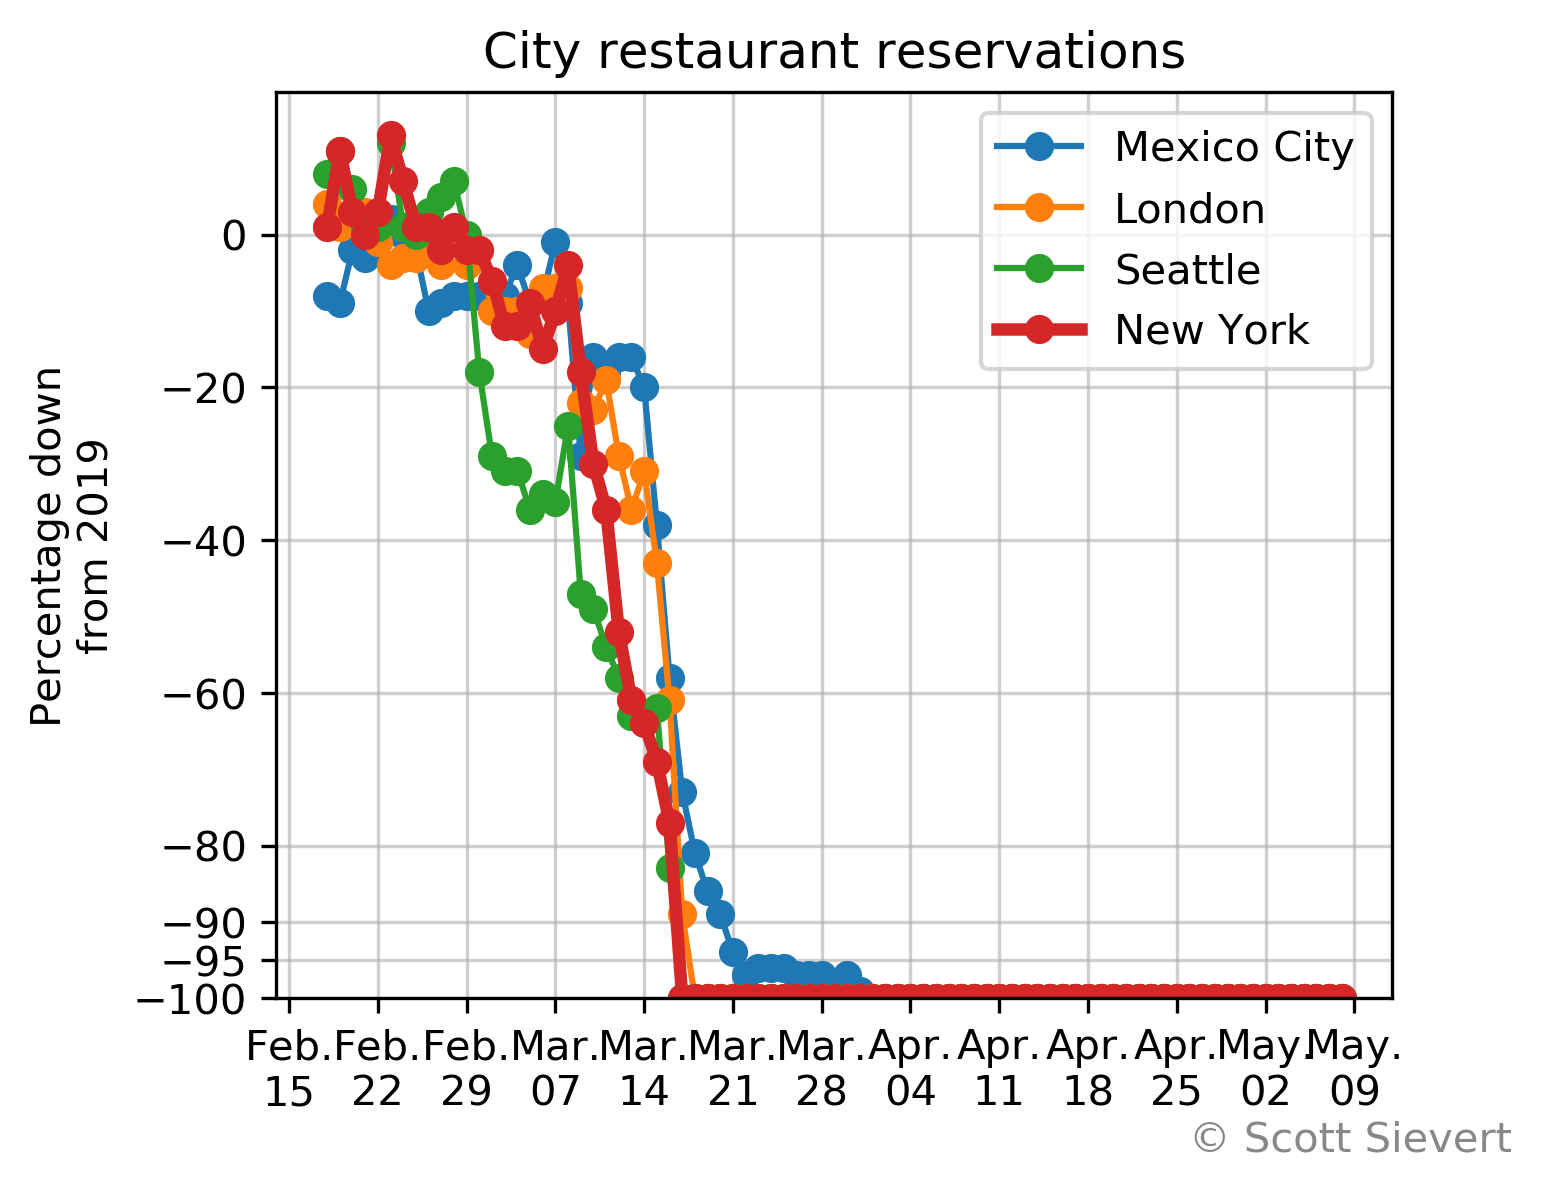 City restaurant reservations
Mexico City
London
Seattle
New York
Percentage down
from 2019
0
−20
−40
−60
−80
−90
−95
−100
Feb. Feb. Feb. Mar. Mar. Mar. Mar. Apr. Apr. Apr. Apr. May. May.
15 22 29 07 14 21 28 04 11 18 25 02 09
© Scott Sievert